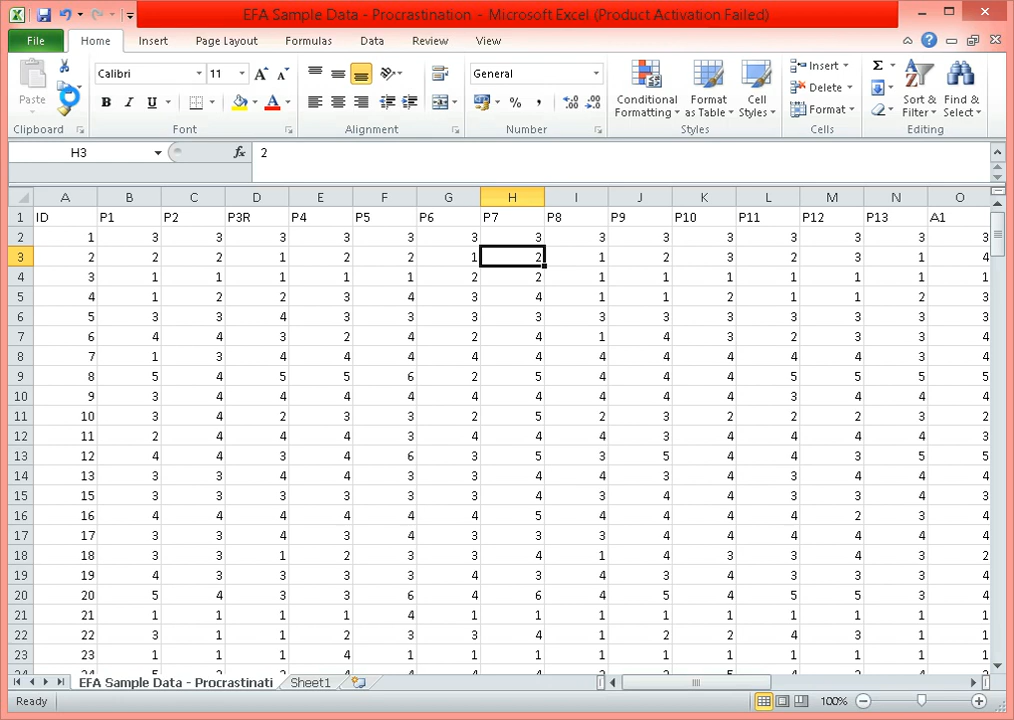 EFA Sample Data - Procrastination - Microsoft Excel (Product Activation Failed)
File Home Insert Page Layout Formulas Data Review View
Paste Calibri 11 General Conditional Formatting Format as Table Cell Styles Insert Delete Format Sort & Filter Find & Select
B I U A % ,
Clipboard Font Alignment Number Styles Cells Editing
H3 fx 2
A B C D E F G H I J K L M N O
1 ID P1 P2 P3R P4 P5 P6 P7 P8 P9 P10 P11 P12 P13 A1
2 1 3 3 3 3 3 3 3 3 3 3 3 3 3 3
3 2 2 2 1 2 2 1 2 1 2 3 2 3 1 4
4 3 1 1 1 1 1 2 2 1 1 1 1 1 1 1
5 4 1 2 2 3 4 3 4 1 1 2 1 1 2 3
6 5 3 3 4 3 3 3 3 3 3 3 3 3 3 3
7 6 4 4 3 2 4 2 4 1 4 3 2 3 3 4
8 7 1 3 4 4 4 4 4 4 4 4 4 4 3 4
9 8 5 4 5 5 6 2 5 4 4 4 5 5 5 5
10 9 3 4 4 4 4 4 4 4 4 4 3 4 4 4
11 10 3 4 2 3 3 2 5 2 3 2 2 2 3 2
12 11 2 4 4 4 3 4 4 4 3 4 4 4 4 3
13 12 4 4 3 4 6 3 5 3 5 4 4 3 5 5
14 13 3 3 4 4 3 3 4 4 3 4 3 3 4 4
15 15 3 3 3 3 3 3 4 3 4 4 3 3 4 3
16 16 4 4 4 4 4 4 5 4 4 4 4 2 3 4
17 17 3 3 4 3 4 3 3 3 4 4 4 4 4 4
18 18 3 3 1 2 3 3 4 1 4 3 3 4 3 2
19 19 4 3 3 3 3 4 3 4 3 4 3 3 3 4
20 20 5 4 3 3 6 4 6 4 5 4 5 5 3 4
21 21 1 1 1 1 4 1 1 1 1 1 1 1 1 1
22 22 3 1 1 2 3 3 4 1 2 2 4 3 1 1
23 23 1 1 1 4 1 1 1 1 1 1 1 1 1 1
EFA Sample Data - Procrastinati Sheet1
Ready 100%